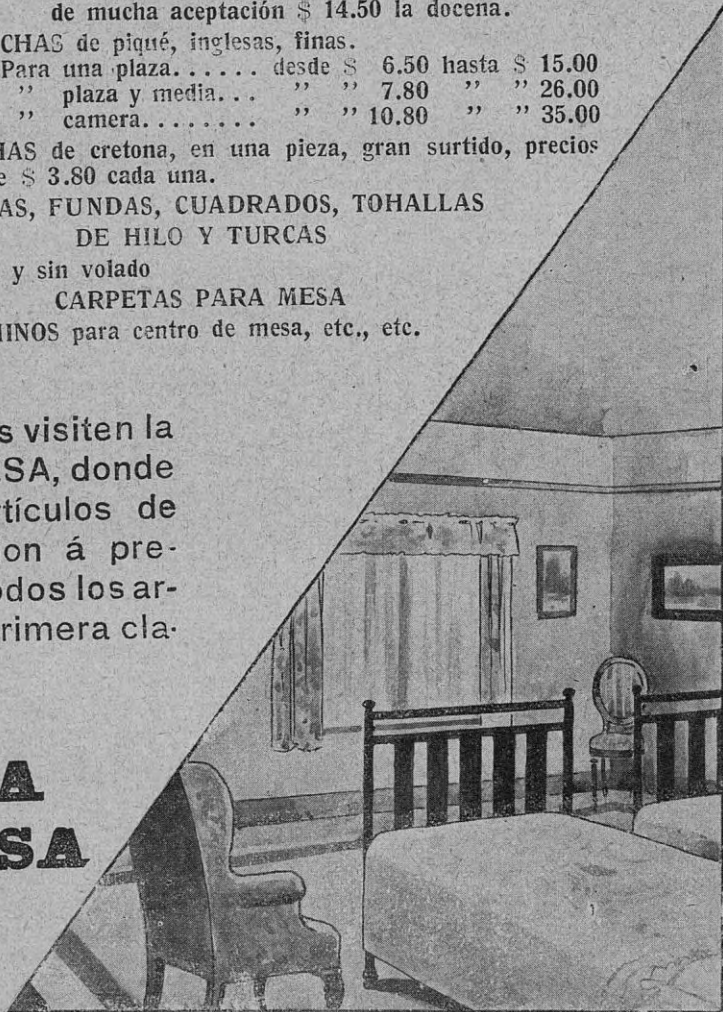 de mucha aceptación $ 14.50 la docena.
CHAS de piqué, inglesas, finas.
Para una plaza...... desde $ 6.50 hasta $ 15.00
” plaza y media... ” ” 7.80 ” ” 26.00
” camera........ ” ” 10.80 ” ” 35.00
HAS de cretona, en una pieza, gran surtido, precios
e $ 3.80 cada una.
AS, FUNDAS, CUADRADOS, TOHALLAS
DE HILO Y TURCAS
y sin volado
CARPETAS PARA MESA
INOS para centro de mesa, etc., etc.
s visiten la
SA, donde
tículos de
on á pre-
odos los ar-
rimera cla-
A
SA